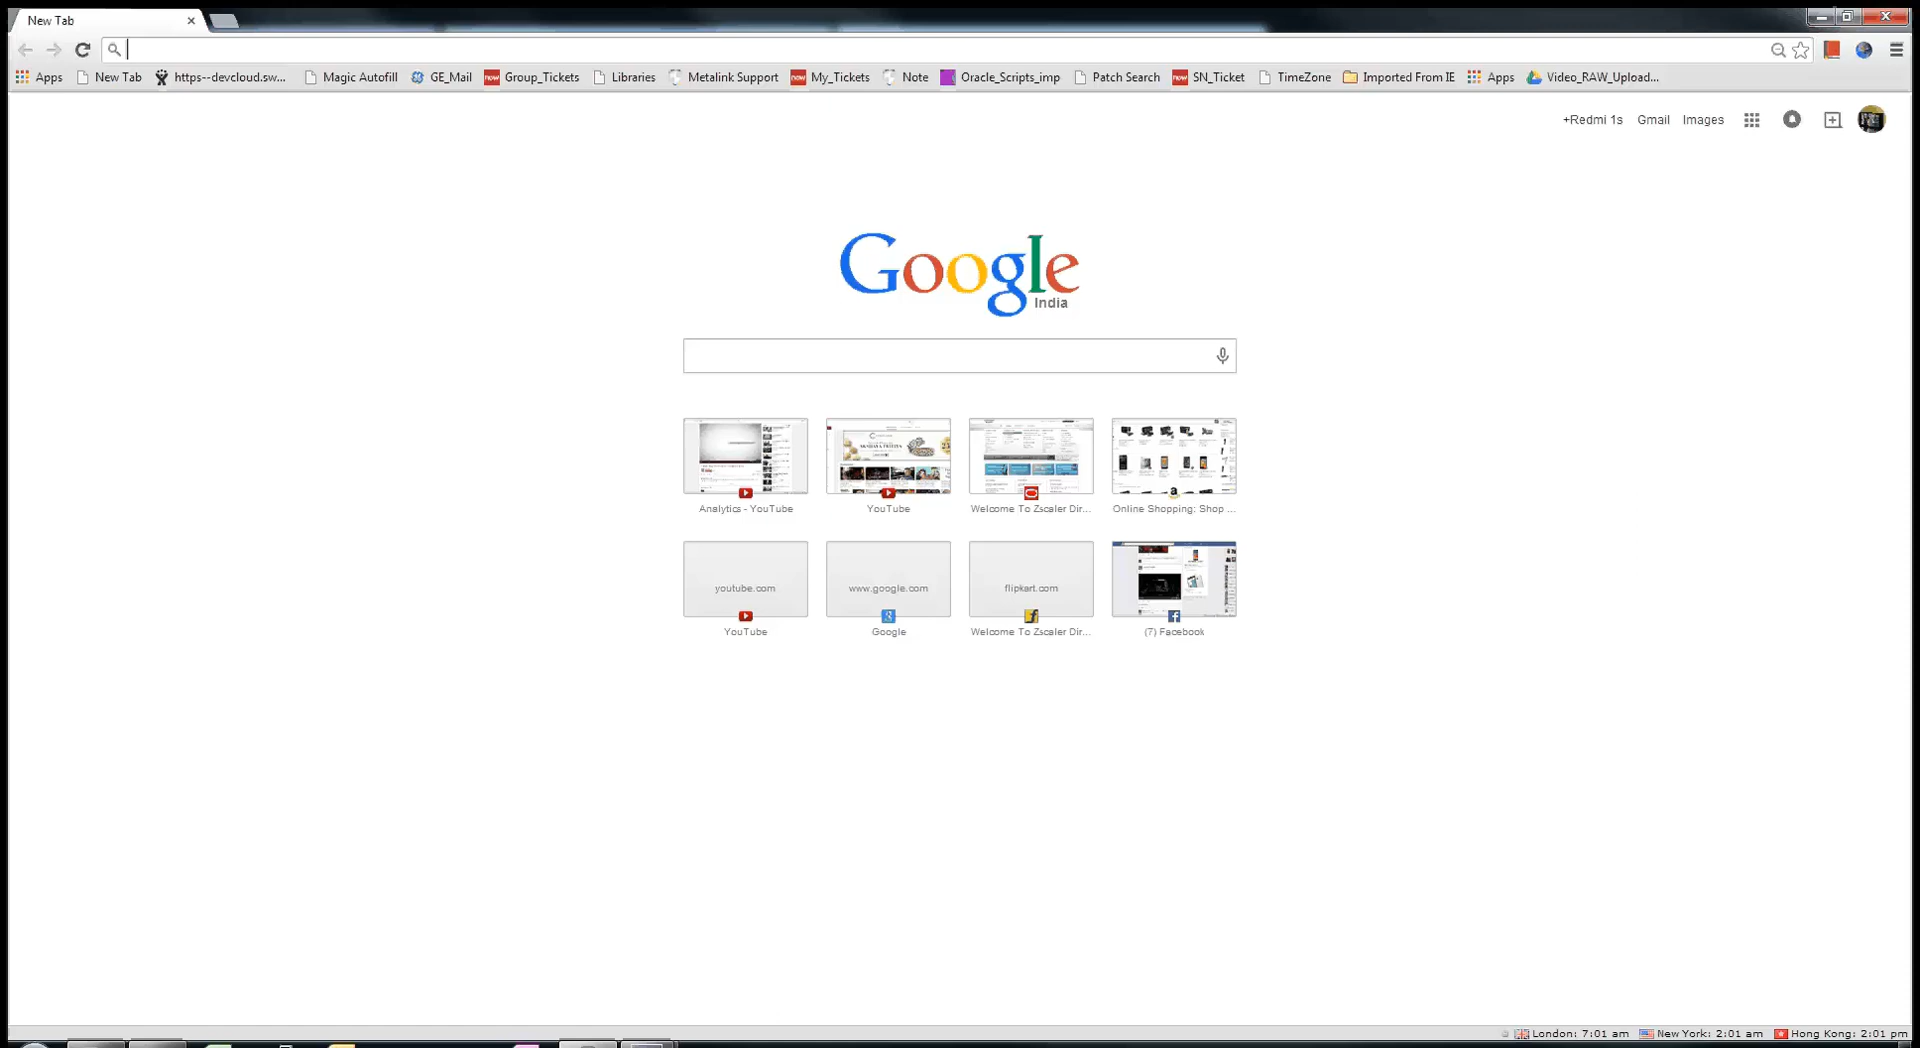 New Tab
Apps New Tab https--devcloud.sw... Magic Autofill GE_Mail Group_Tickets Libraries Metalink Support My_Tickets Note Oracle_Scripts_imp Patch Search SN_Ticket TimeZone Imported From IE Apps Video_RAW_Upload...
+Redmi 1s Gmail Images
Google
India
Analytics - YouTube YouTube Welcome To Zscaler Dir... Online Shopping: Shop ...
youtube.com www.google.com flipkart.com
YouTube Google Welcome To Zscaler Dir... (7) Facebook
London: 7:01 am New York: 2:01 am Hong Kong: 2:01 pm